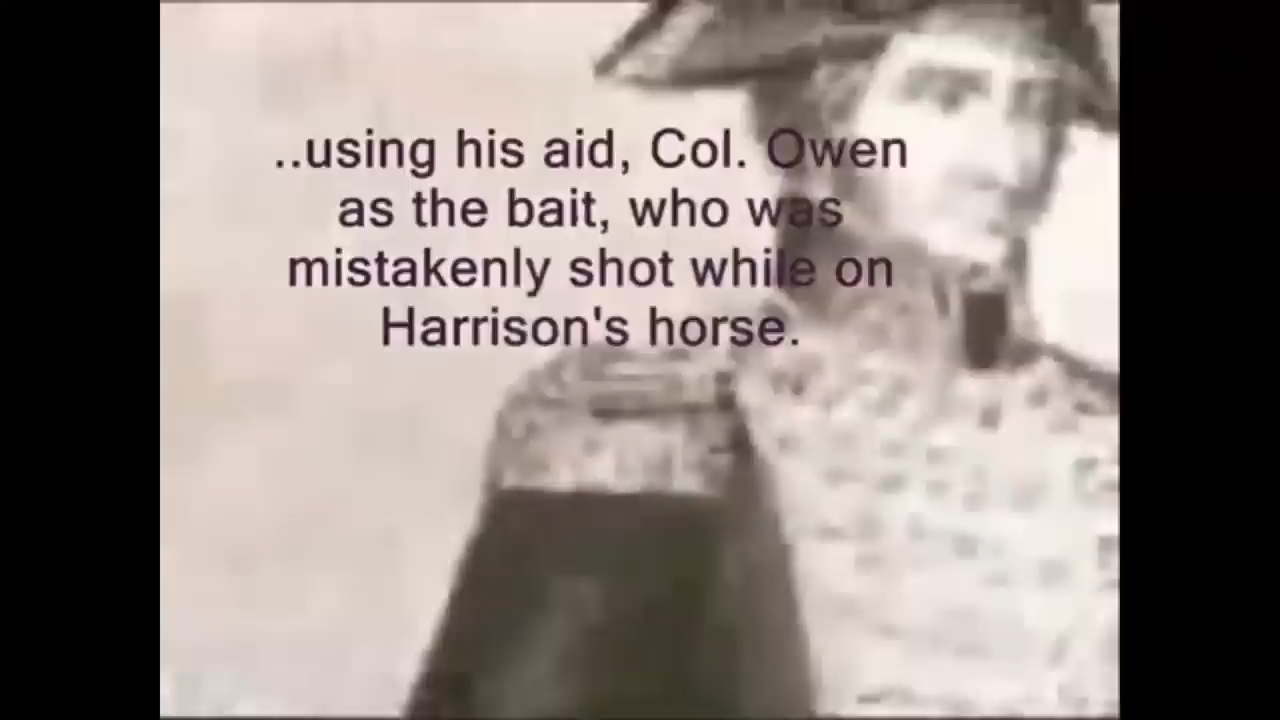 ..using his aid, Col. Owen
as the bait, who was
mistakenly shot while on
Harrison's horse.